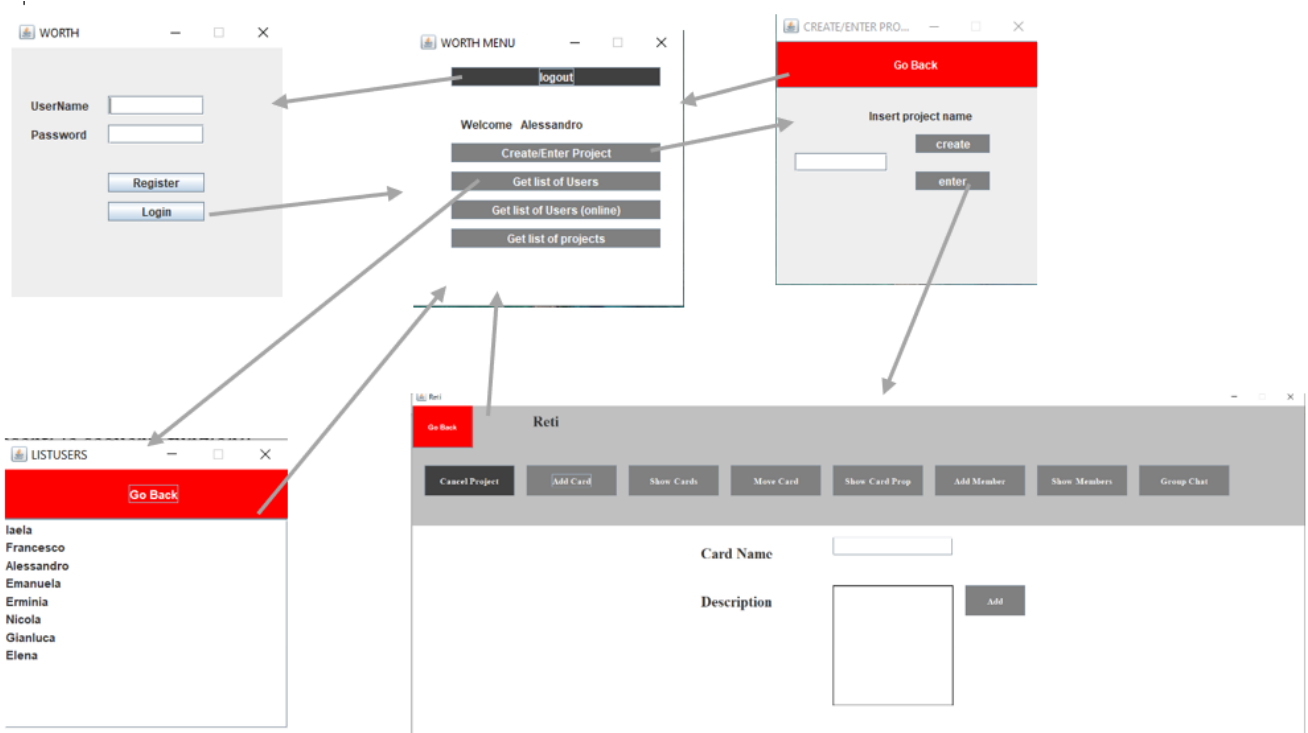 WORTH
UserName
Password
Register
Login
WORTH MENU
logout
Welcome Alessandro
Create/Enter Project
Get list of Users
Get list of Users (online)
Get list of projects
CREATE/ENTER PRO...
Go Back
Insert project name
create
enter
LISTUSERS
Go Back
Iaela
Francesco
Alessandro
Emanuela
Erminia
Nicola
Gianluca
Elena
Reti
Go Back
Reti
Cancel Project
Add Card
Show Cards
Move Card
Show Card Prop
Add Member
Show Members
Group Chat
Card Name
Description
Add